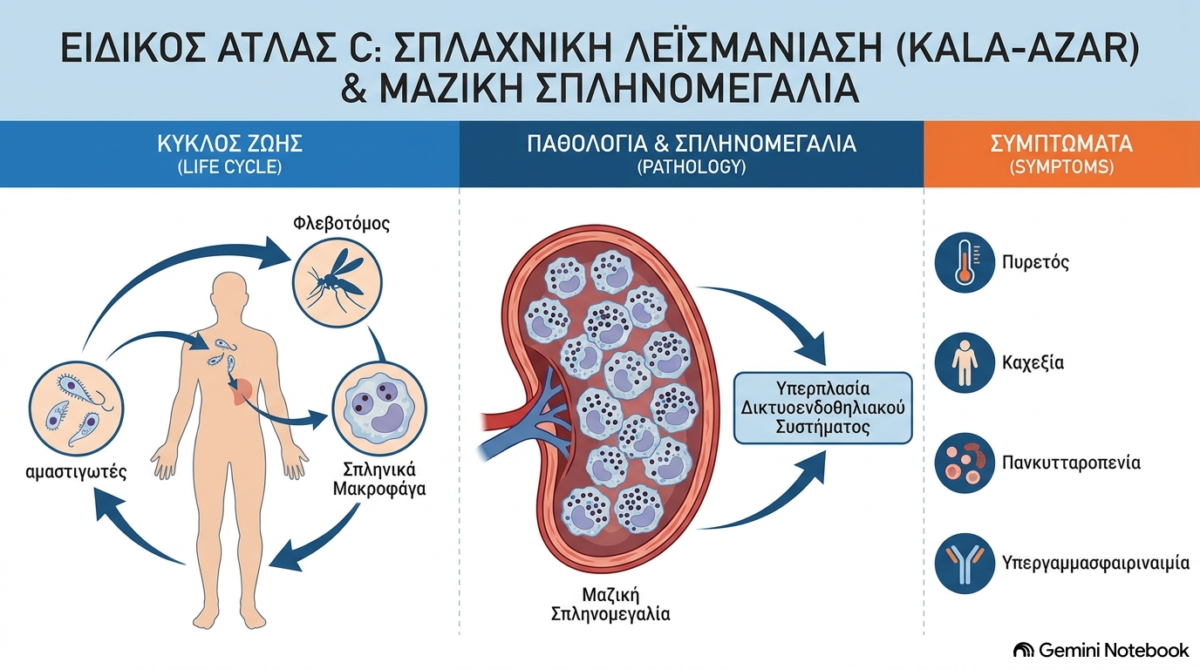 ΕΙΔΙΚΟΣ ΑΤΛΑΣ C: ΣΠΛΑΧΝΙΚΗ ΛΕΪΣΜΑΝΙΑΣΗ (KALA-AZAR)
& ΜΑΖΙΚΗ ΣΠΛΗΝΟΜΕΓΑΛΙΑ
ΚΥΚΛΟΣ ΖΩΗΣ
(LIFE CYCLE)
Φλεβοτόμος
αμαστιγωτές
Σπληνικά
Μακροφάγα
ΠΑΘΟΛΟΓΙΑ & ΣΠΛΗΝΟΜΕΓΑΛΙΑ
(PATHOLOGY)
Υπερπλασία
Δικτυοενδοθηλιακού
Συστήματος
Μαζική
Σπληνομεγαλία
ΣΥΜΠΤΩΜΑΤΑ
(SYMPTOMS)
Πυρετός
Καχεξία
Πανκυτταροπενία
Υπεργαμμασφαιριναιμία
Gemini Notebook